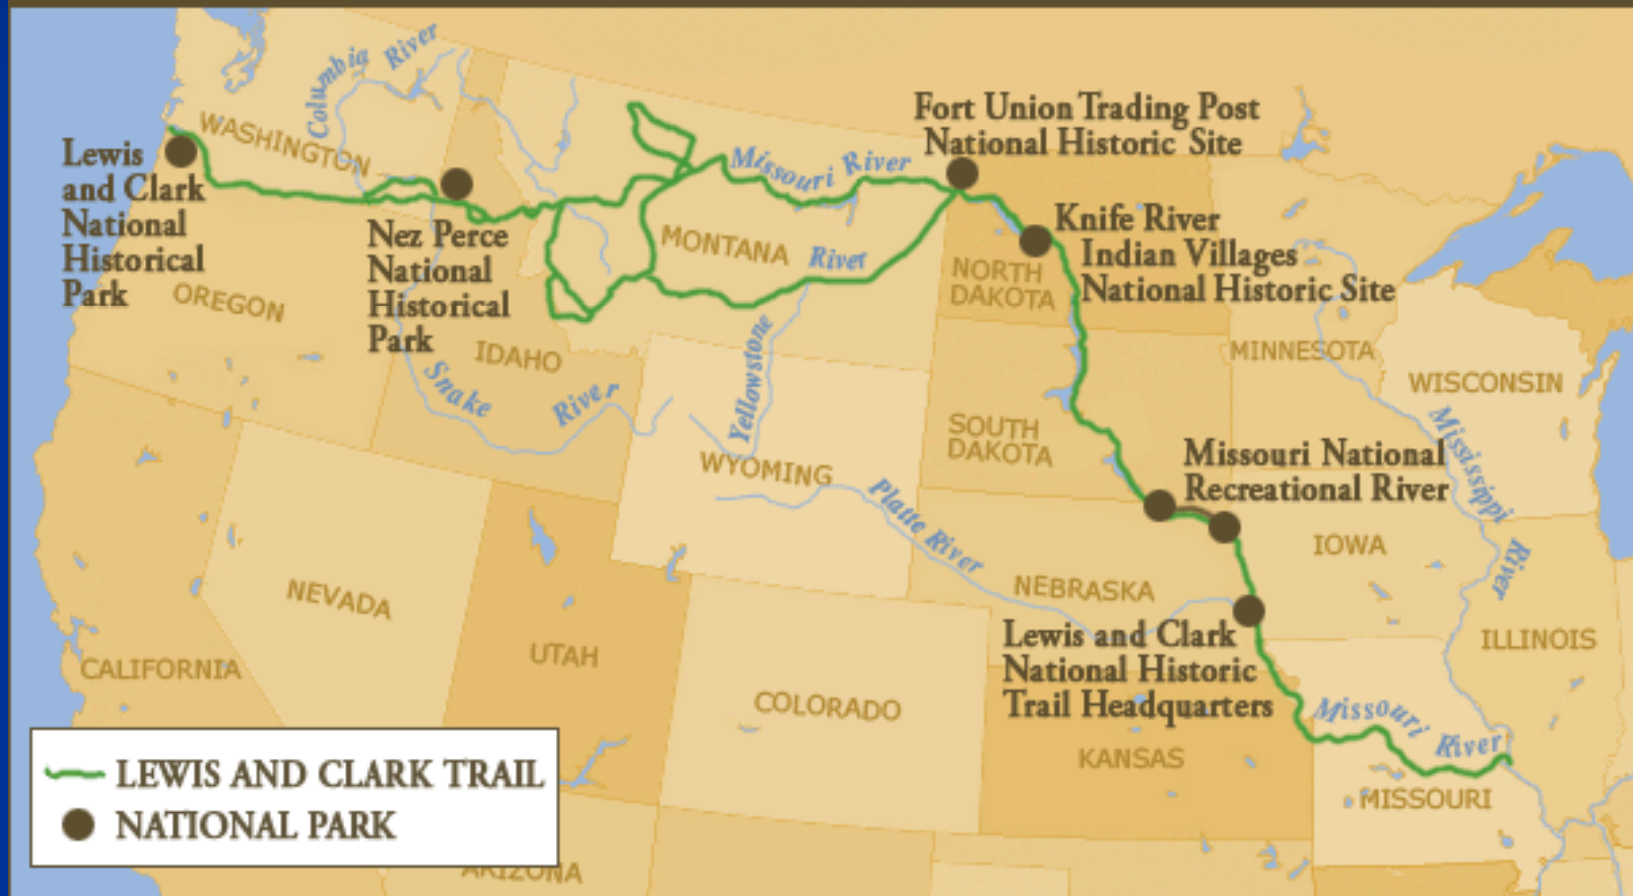 Columbia River
WASHINGTON
Lewis
and Clark
National
Historical
Park
OREGON
Nez Perce
National
Historical
Park
IDAHO
Snake River
Missouri River
MONTANA
River
Yellowstone
Fort Union Trading Post
National Historic Site
Knife River
Indian Villages
National Historic Site
NORTH
DAKOTA
MINNESOTA
WISCONSIN
SOUTH
DAKOTA
WYOMING
Platte River
Missouri National
Recreational River
Mississippi River
IOWA
NEBRASKA
NEVADA
UTAH
COLORADO
CALIFORNIA
Lewis and Clark
National Historic
Trail Headquarters
ILLINOIS
Missouri River
KANSAS
MISSOURI
LEWIS AND CLARK TRAIL
NATIONAL PARK
ARIZONA